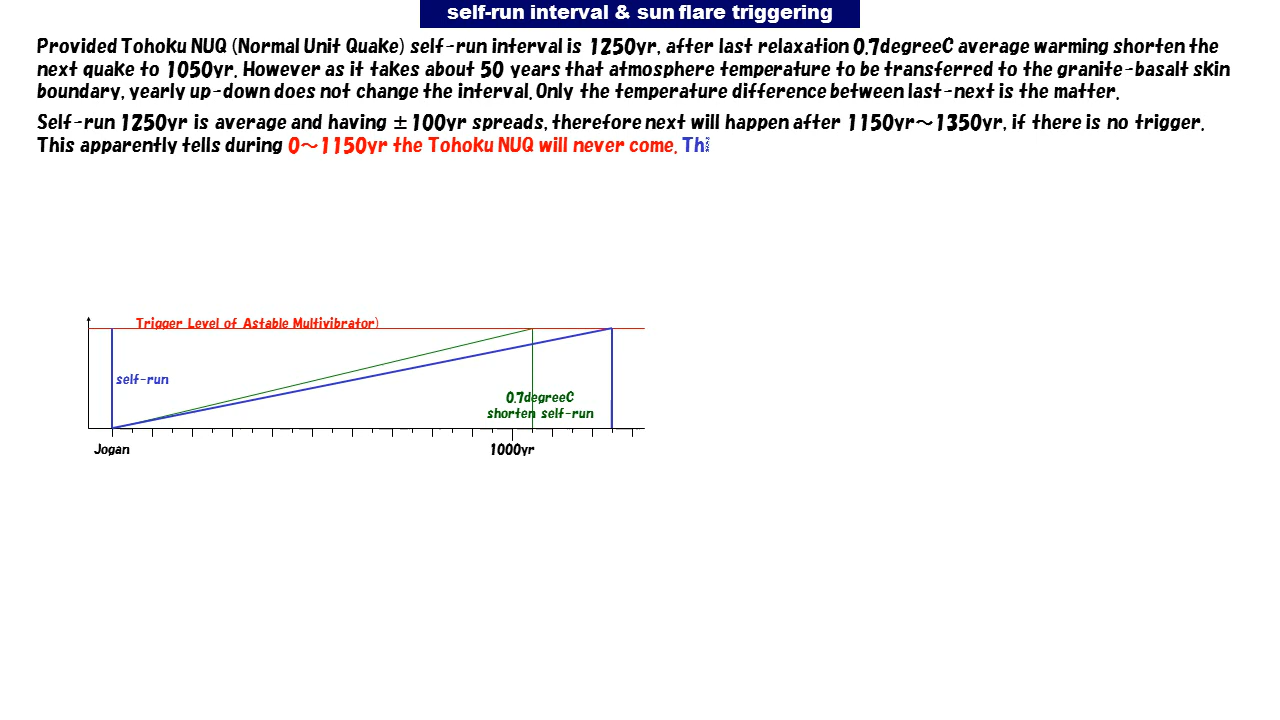 self-run interval & sun flare triggering
Provided Tohoku NUQ (Normal Unit Quake) self-run interval is 1250yr, after last relaxation 0.7degreeC average warming shorten the
next quake to 1050yr. However as it takes about 50 years that atmosphere temperature to be transferred to the granite-basalt skin
boundary, yearly up-down does not change the interval. Only the temperature difference between last-next is the matter.
Self-run 1250yr is average and having ±100yr spreads, therefore next will happen after 1150yr~1350yr, if there is no trigger.
This apparently tells during 0~1150yr the Tohoku NUQ will never come.
Trigger Level of Astable Multivibrator)
self-run
0.7degreeC
shorten self-run
Jogan
1000yr